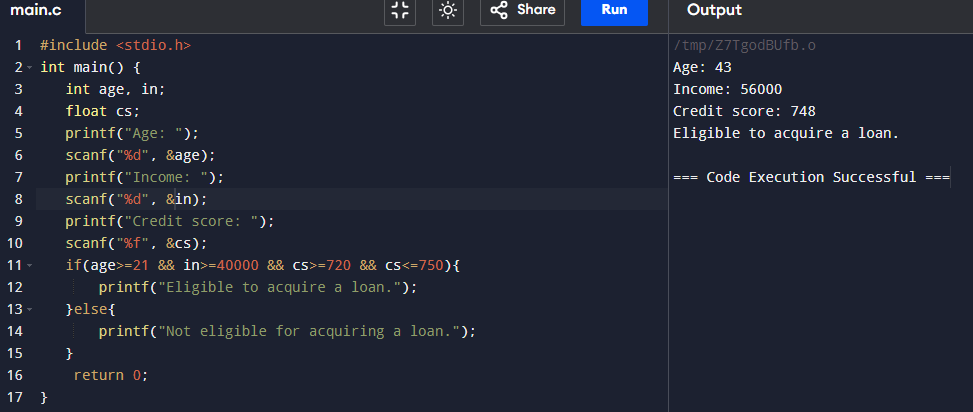 main.c Share Run Output
1 #include <stdio.h>
2 int main() {
3 int age, in;
4 float cs;
5 printf("Age: ");
6 scanf("%d", &age);
7 printf("Income: ");
8 scanf("%d", &in);
9 printf("Credit score: ");
10 scanf("%f", &cs);
11 if(age>=21 && in>=40000 && cs>=720 && cs<=750){
12 printf("Eligible to acquire a loan.");
13 }else{
14 printf("Not eligible for acquiring a loan.");
15 }
16 return 0;
17 }
/tmp/Z7TgodBUfb.o
Age: 43
Income: 56000
Credit score: 748
Eligible to acquire a loan.
=== Code Execution Successful ===